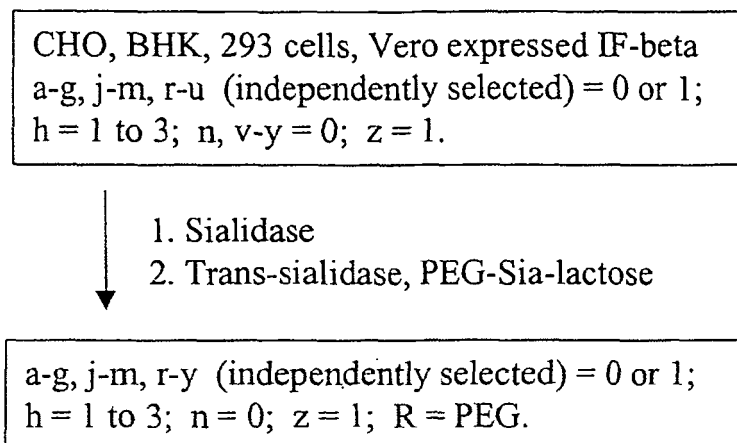 CHO, BHK, 293 cells, Vero expressed IF-beta
a-g, j-m, r-u (independently selected) = 0 or 1;
h = 1 to 3; n, v-y = 0; z = 1.
1. Sialidase
2. Trans-sialidase, PEG-Sia-lactose
a-g, j-m, r-y (independently selected) = 0 or 1;
h = 1 to 3; n = 0; z = 1; R = PEG.